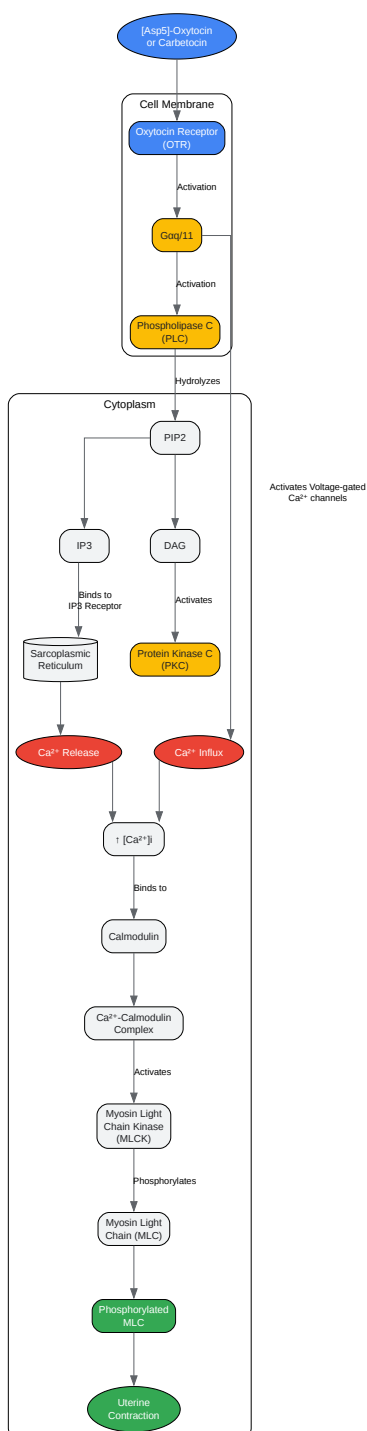 [Asp5]-Oxytocin
or Carbetocin
Cell Membrane
Oxytocin Receptor
(OTR)
Activation
Gαq/11
Activation
Phospholipase C
(PLC)
Hydrolyzes
Cytoplasm
PIP2
Activates Voltage-gated
Ca²⁺ channels
IP3
DAG
Binds to
IP3 Receptor
Activates
Sarcoplasmic
Reticulum
Protein Kinase C
(PKC)
Ca²⁺ Release
Ca²⁺ Influx
↑ [Ca²⁺]i
Binds to
Calmodulin
Ca²⁺-Calmodulin
Complex
Activates
Myosin Light
Chain Kinase
(MLCK)
Phosphorylates
Myosin Light
Chain (MLC)
Phosphorylated
MLC
Uterine
Contraction